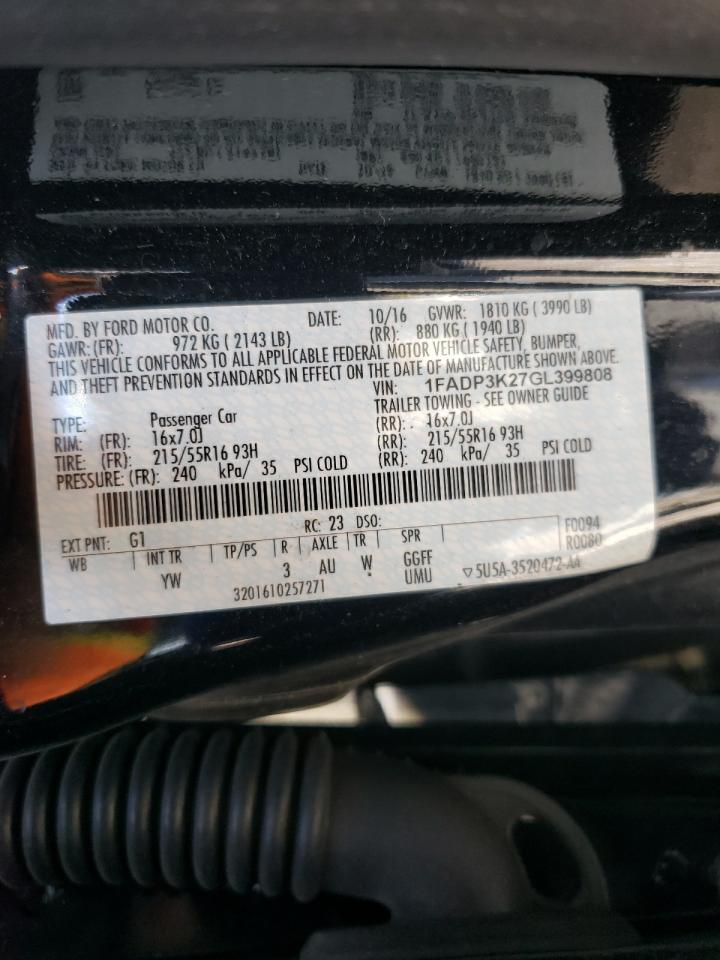 MFD. BY FORD MOTOR CO. DATE: 10/16 GVWR: 1810 KG ( 3990 LB)
GAWR: (FR): 972 KG ( 2143 LB) (RR): 880 KG ( 1940 LB)
THIS VEHICLE CONFORMS TO ALL APPLICABLE FEDERAL MOTOR VEHICLE SAFETY, BUMPER,
AND THEFT PREVENTION STANDARDS IN EFFECT ON THE DATE OF MANUFACTURE SHOWN ABOVE.
VIN: 1FADP3K27GL399808
TYPE: Passenger Car TRAILER TOWING - SEE OWNER GUIDE
RIM: (FR): 16x7.0J (RR): 16x7.0J
TIRE: (FR): 215/55R16 93H (RR): 215/55R16 93H
PRESSURE: (FR): 240 kPa/ 35 PSI COLD (RR): 240 kPa/ 35 PSI COLD
EXT PNT: G1 RC: 23 DSO: F0094
WB INT TR TP/PS R AXLE TR SPR R0080
YW 3 AU W GGFF
UMU ▽5U5A-3520472-AA
3201610257271